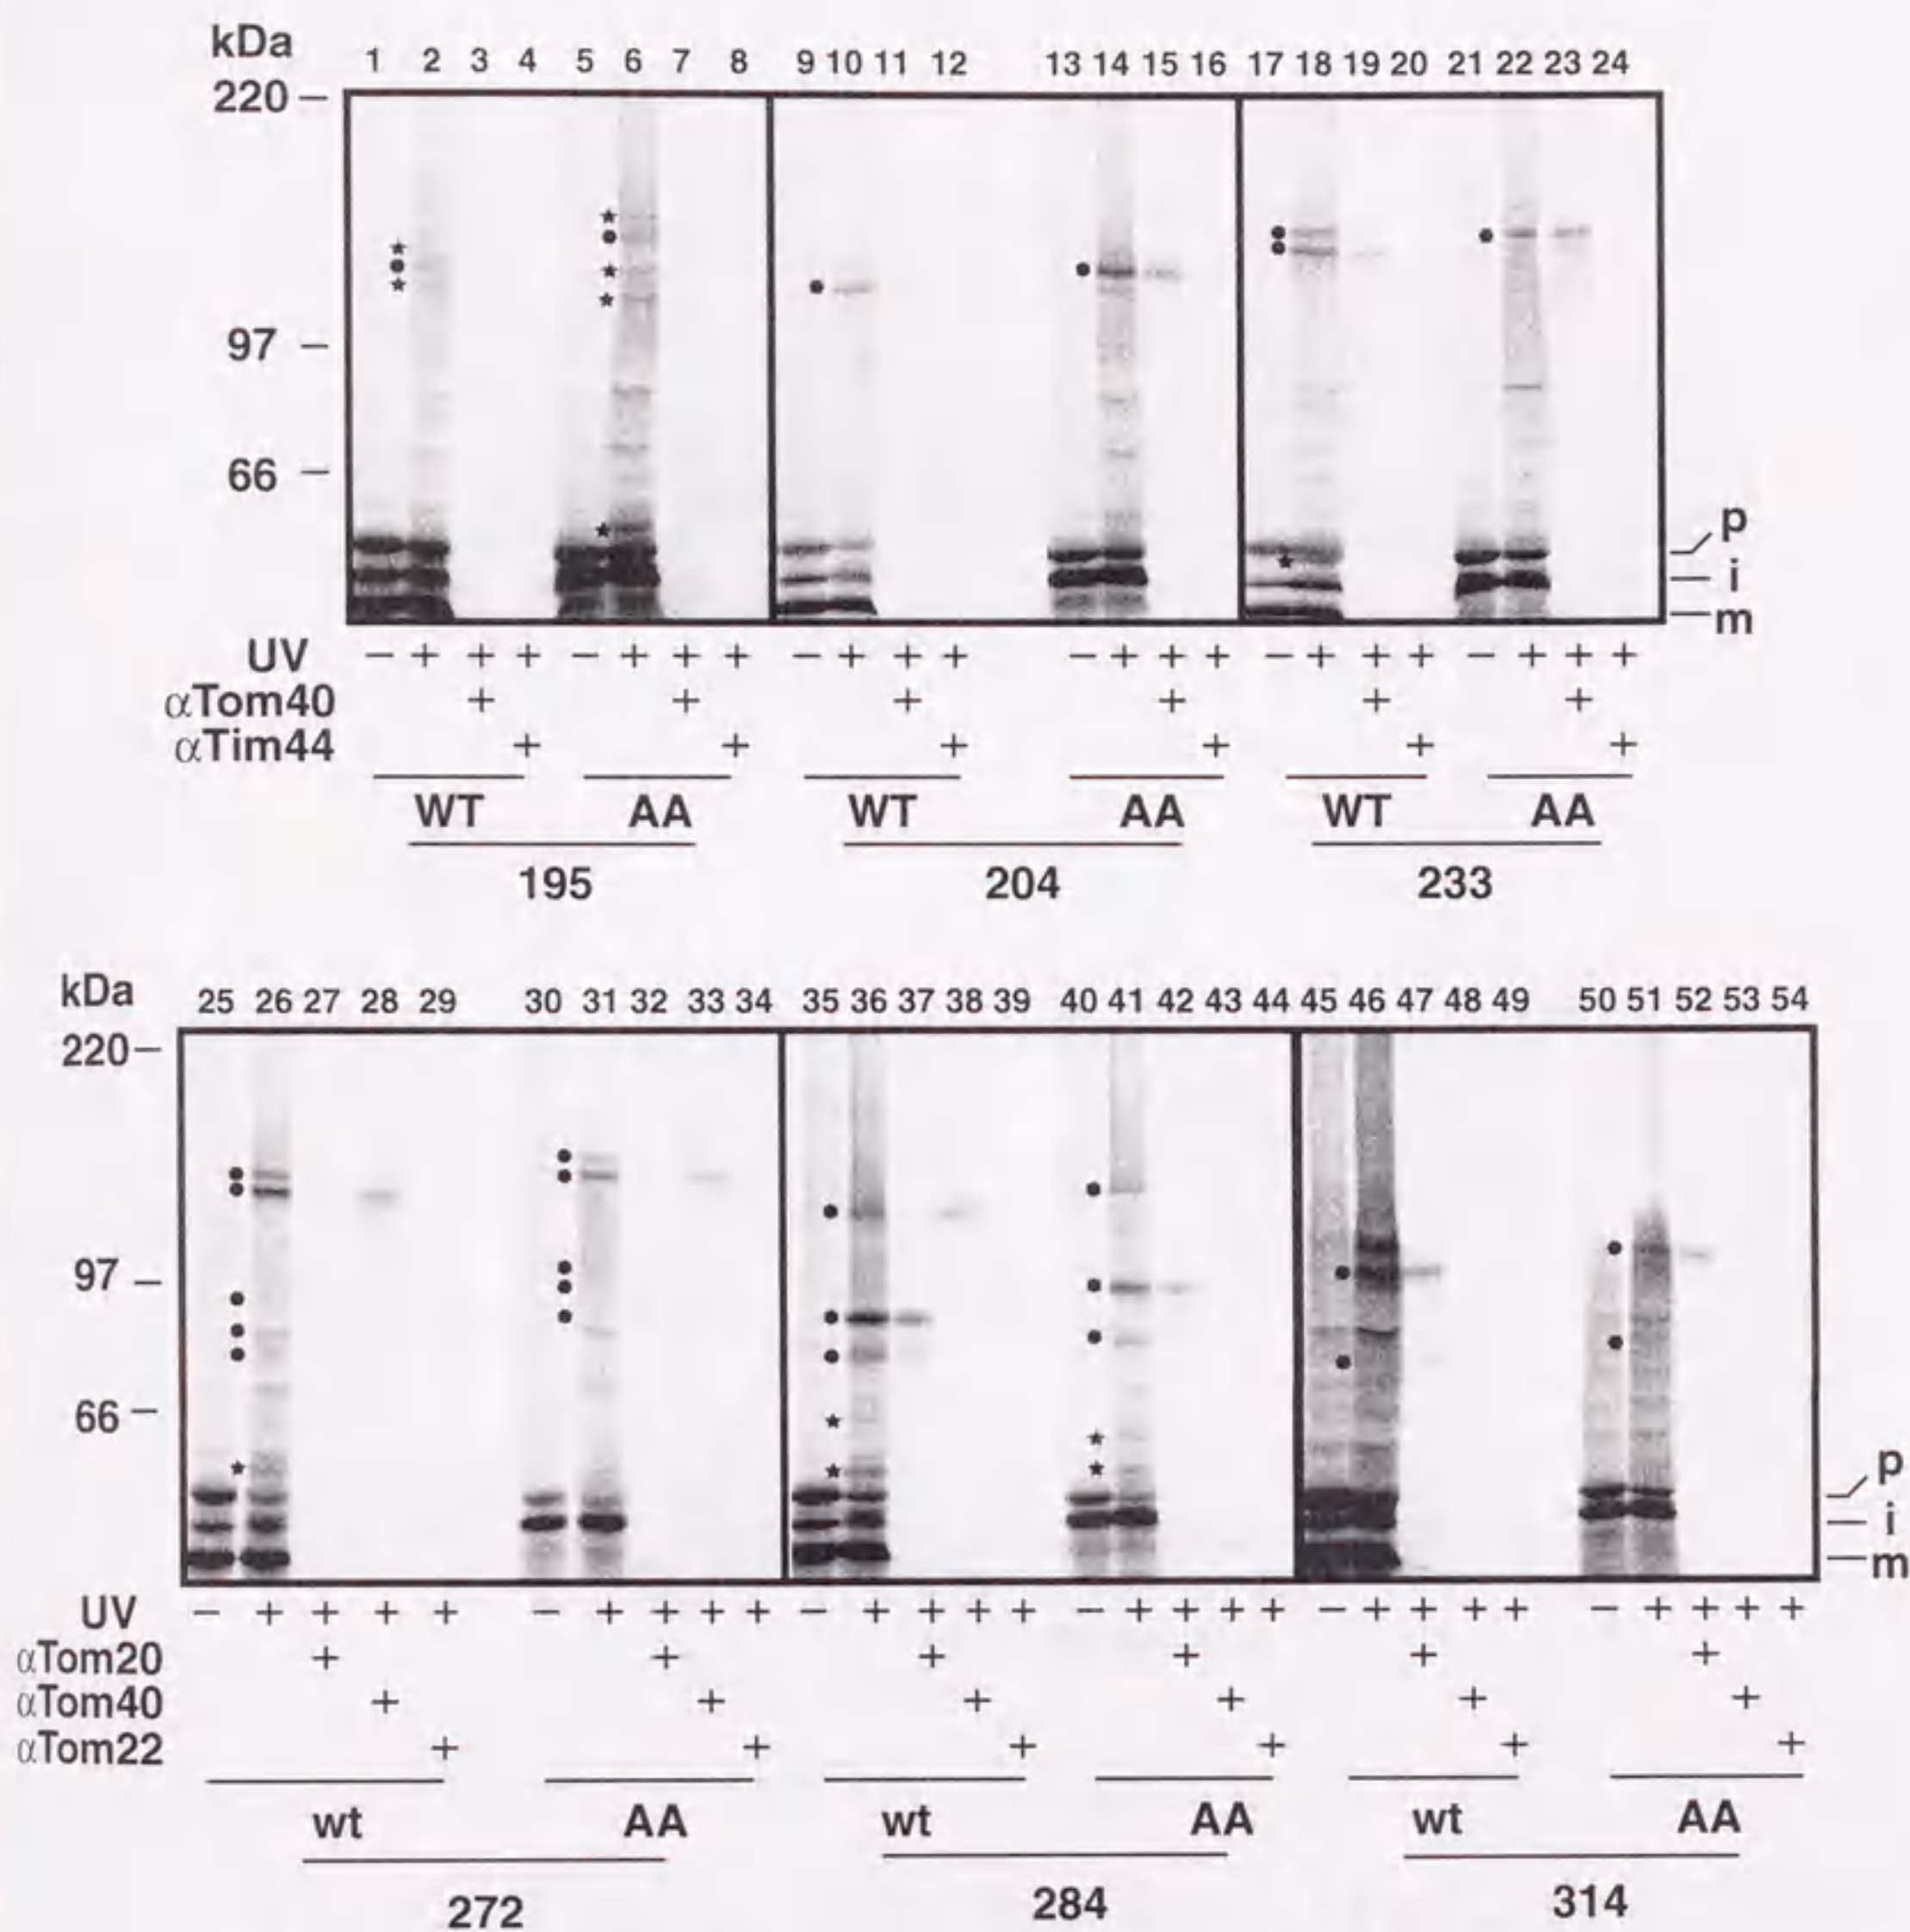 kDa 1 2 3 4 5 6 7 8 9 10 11 12 13 14 15 16 17 18 19 20 21 22 23 24
220 –
97 –
66 –
p
i
m
UV – + + + – + + + – + + + – + + + – + + + – + + +
αTom40 + + + + + +
αTim44 + + + + + +
WT AA WT AA WT AA
195 204 233
kDa 25 26 27 28 29 30 31 32 33 34 35 36 37 38 39 40 41 42 43 44 45 46 47 48 49 50 51 52 53 54
220 –
97 –
66 –
p
i
m
UV – + + + + – + + + + – + + + + – + + + + – + + + + – + + + +
αTom20 + + + + + +
αTom40 + + + + + +
αTom22 + + + + + +
wt AA wt AA wt AA
272 284 314